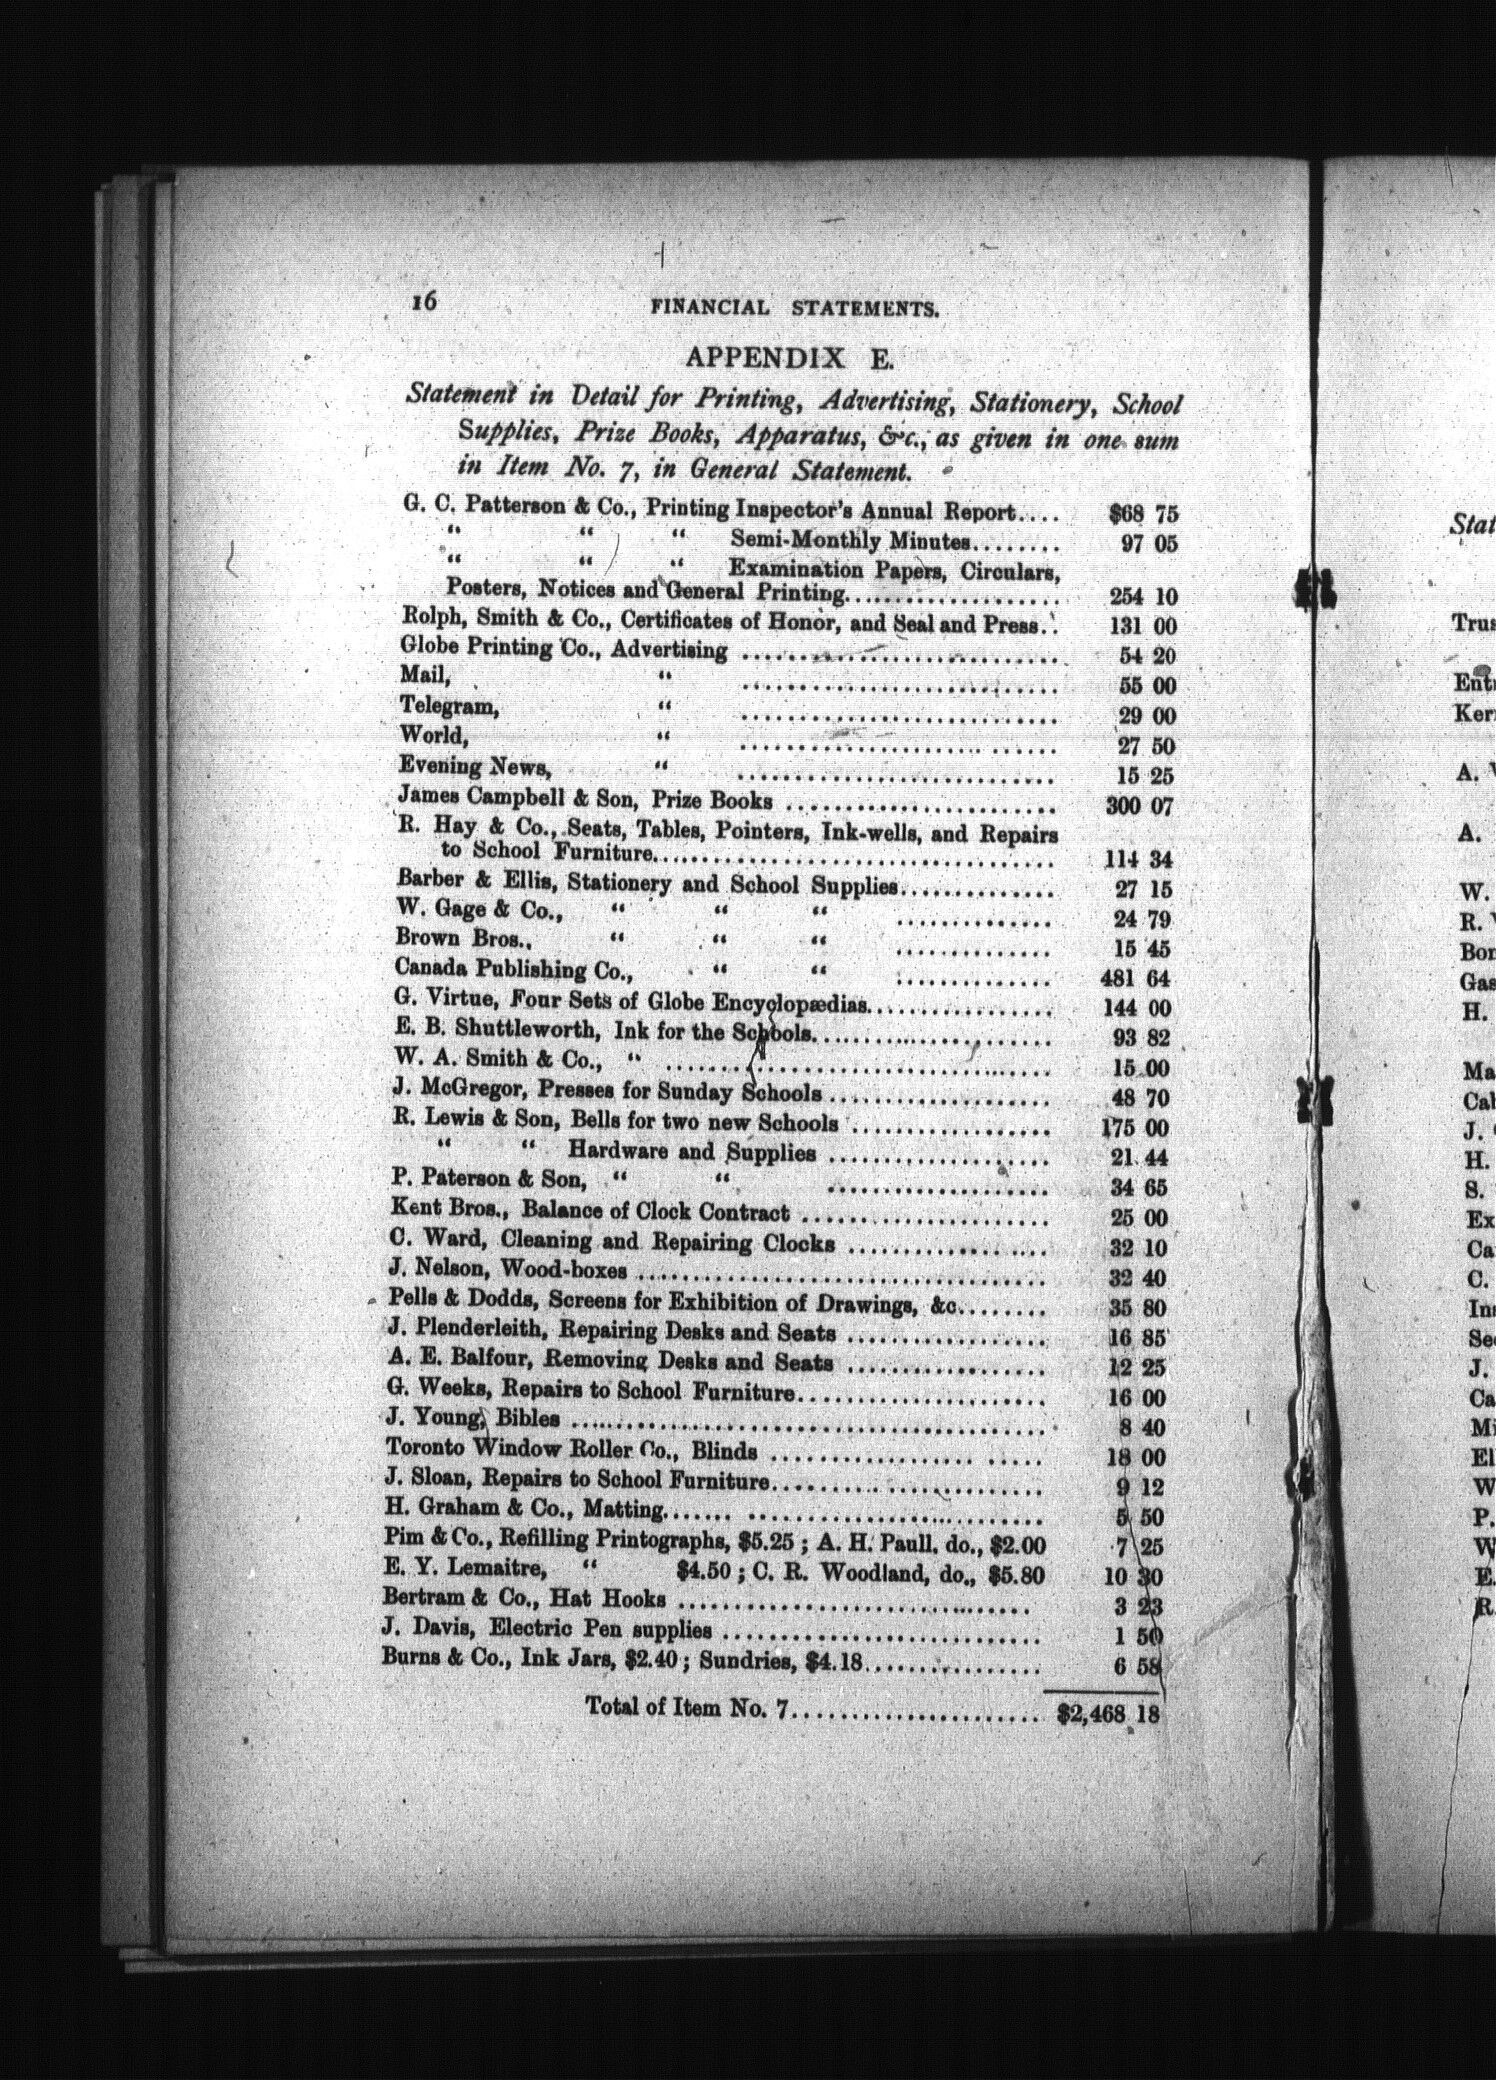 16 FINANCIAL STATEMENTS.
APPENDIX E.
Statement in Detail for Printing, Advertising, Stationery, School
Supplies, Prize Books, Apparatus, &c., as given in one sum
in Item No. 7, in General Statement.
G. C. Patterson & Co., Printing Inspector's Annual Report.... $68 75
“ “ “ Semi-Monthly Minutes........ 97 05
“ “ “ Examination Papers, Circulars,
Posters, Notices and General Printing................... 254 10
Rolph, Smith & Co., Certificates of Honor, and Seal and Press.. 131 00
Globe Printing Co., Advertising ............................ 54 20
Mail, “ ............................ 55 00
Telegram, “ ............................ 29 00
World, “ ............................ 27 50
Evening News, “ ............................ 15 25
James Campbell & Son, Prize Books ........................ 300 07
R. Hay & Co., Seats, Tables, Pointers, Ink-wells, and Repairs
to School Furniture.................................... 114 34
Barber & Ellis, Stationery and School Supplies.............. 27 15
W. Gage & Co., “ “ “ .............. 24 79
Brown Bros., “ “ “ .............. 15 45
Canada Publishing Co., “ “ .............. 481 64
G. Virtue, Four Sets of Globe Encyclopædias................ 144 00
E. B. Shuttleworth, Ink for the Schools..................... 93 82
W. A. Smith & Co., “ .................................. 15 00
J. McGregor, Presses for Sunday Schools .................... 48 70
R. Lewis & Son, Bells for two new Schools .................. 175 00
“ “ Hardware and Supplies .................... 21 44
P. Paterson & Son, “ “ .................... 34 65
Kent Bros., Balance of Clock Contract ...................... 25 00
C. Ward, Cleaning and Repairing Clocks .................. 32 10
J. Nelson, Wood-boxes .................................... 32 40
Pells & Dodds, Screens for Exhibition of Drawings, &c........ 35 80
J. Plenderleith, Repairing Desks and Seats .................. 16 85
A. E. Balfour, Removing Desks and Seats .................. 12 25
G. Weeks, Repairs to School Furniture...................... 16 00
J. Young, Bibles .......................................... 8 40
Toronto Window Roller Co., Blinds ........................ 18 00
J. Sloan, Repairs to School Furniture........................ 9 12
H. Graham & Co., Matting....... .......................... 5 50
Pim & Co., Refilling Printographs, $5.25 ; A. H. Paull, do., $2.00 7 25
E. Y. Lemaitre, “ $4.50 ; C. R. Woodland, do., $5.80 10 30
Bertram & Co., Hat Hooks ................................ 3 23
J. Davis, Electric Pen supplies ............................ 1 50
Burns & Co., Ink Jars, $2.40 ; Sundries, $4.18................ 6 58
Total of Item No. 7...................... $2,468 18
Stat
Trus
Ent
Ker
A.
A.
W.
R.
Bon
Gas
H.
Ma
Cal
J.
H.
S.
Ex
Ca
C.
Ins
Sec
J.
Ca
Mi
El
W
P.
W
E.
R.